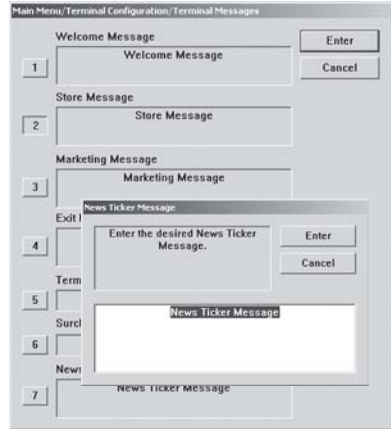 Main Menu/Terminal Configuration/Terminal Messages
Welcome Message
Enter
1
Welcome Message
Cancel
Store Message
2
Store Message
Marketing Message
3
Marketing Message
News Ticker Message
Exit
4
Enter the desired News Ticker
Message.
Enter
Cancel
Term
5
News Ticker Message
Surc
6
News
7
News Ticker Message